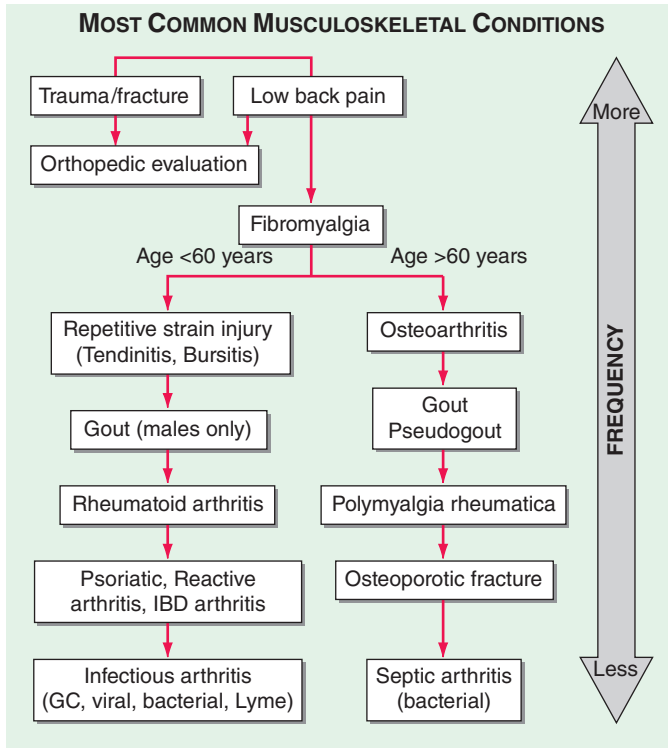 MOST COMMON MUSCULOSKELETAL CONDITIONS
Trauma/fracture
Low back pain
Orthopedic evaluation
Fibromyalgia
Age <60 years
Age >60 years
Repetitive strain injury
(Tendinitis, Bursitis)
Gout (males only)
Rheumatoid arthritis
Psoriatic, Reactive
arthritis, IBD arthritis
Infectious arthritis
(GC, viral, bacterial, Lyme)
Osteoarthritis
Gout
Pseudogout
Polymyalgia rheumatica
Osteoporotic fracture
Septic arthritis
(bacterial)
More
FREQUENCY
Less